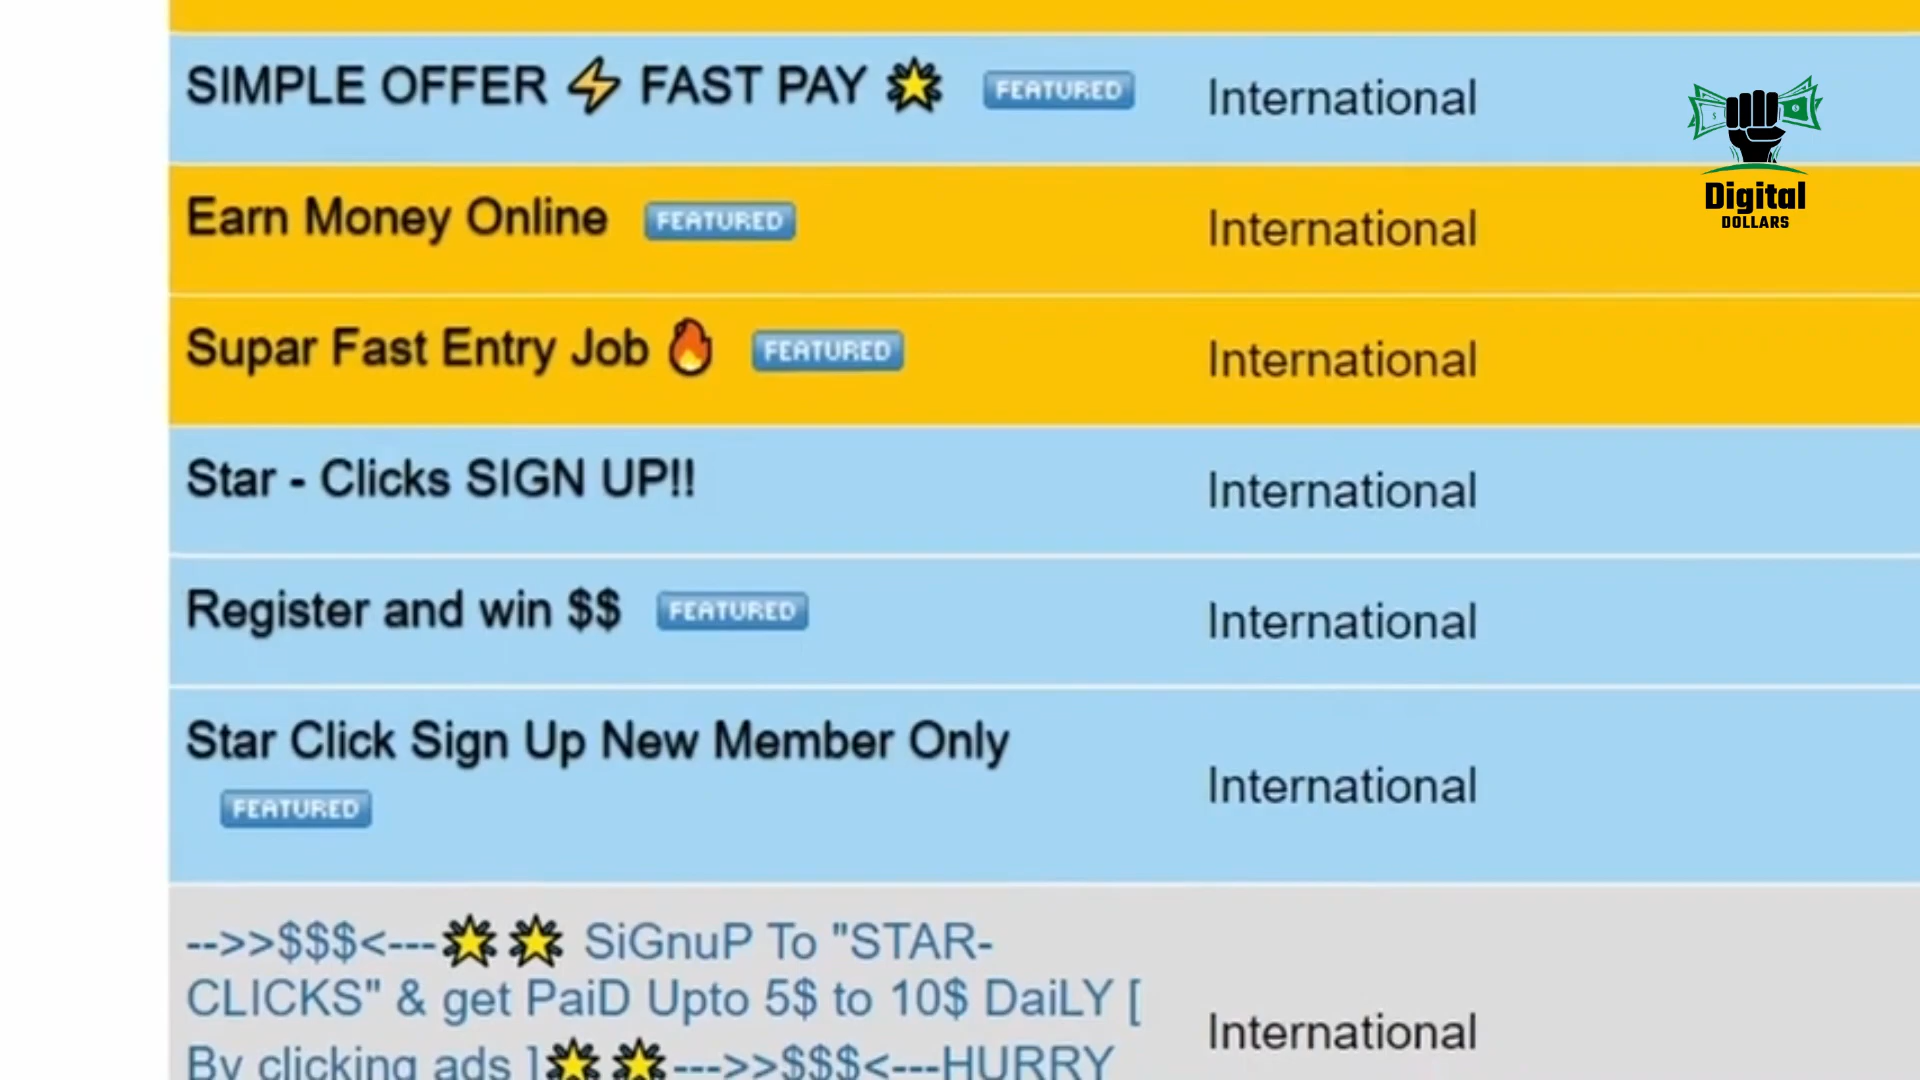 SIMPLE OFFER ⚡ FAST PAY 🌟 FEATURED International
Digital
DOLLARS
Earn Money Online FEATURED International
Supar Fast Entry Job 🔥 FEATURED International
Star - Clicks SIGN UP!! International
Register and win $$ FEATURED International
Star Click Sign Up New Member Only
FEATURED International
-->>$$$<---🌟 🌟 SiGnuP To "STAR-
CLICKS" & get PaiD Upto 5$ to 10$ DaiLY [
International
By clicking ads ]🌟 🌟--->>$$$<---HURRY